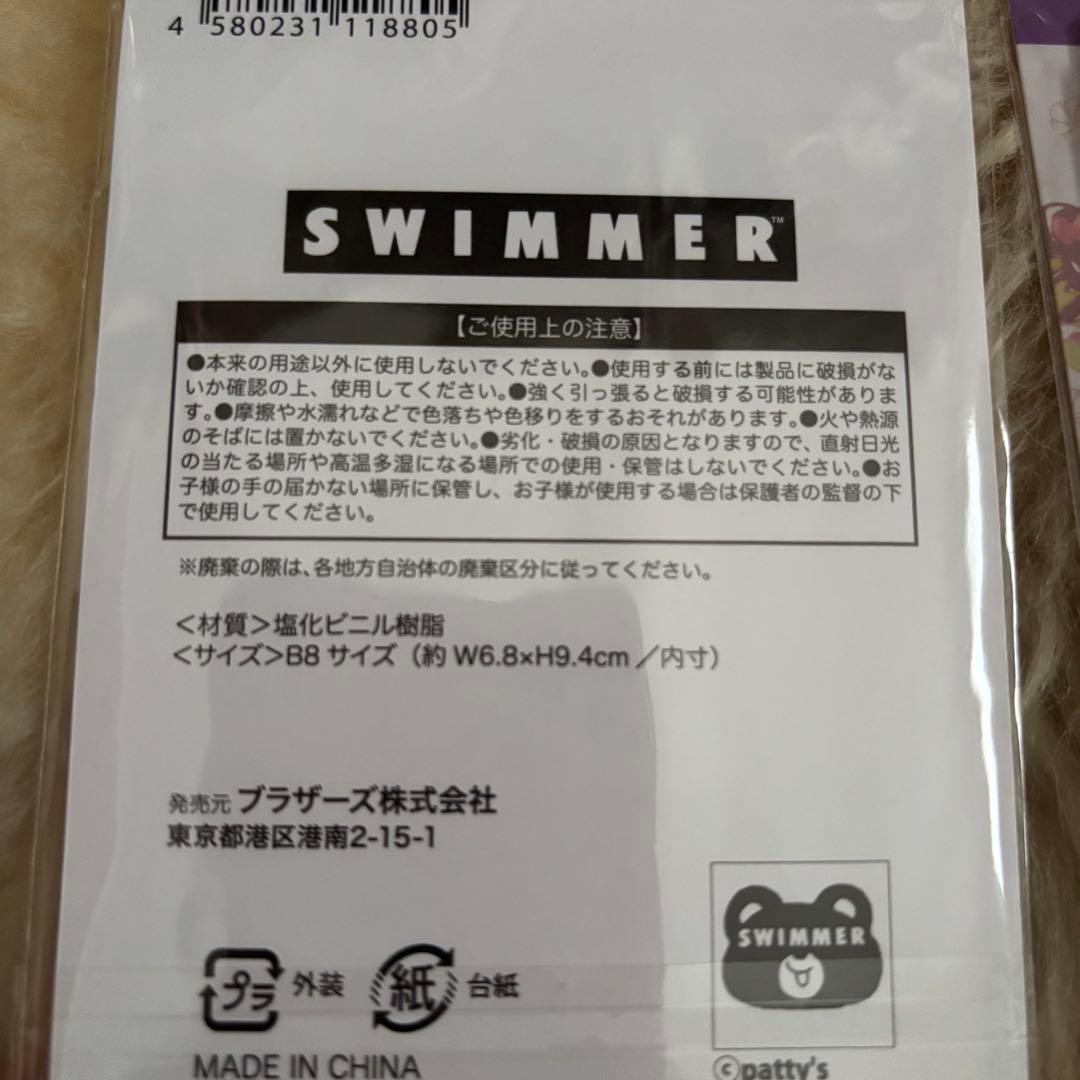 4 580231 118805
SWIMMER™
【ご使用上の注意】
●本来の用途以外に使用しないでください。●使用する前には製品に破損がな
いか確認の上、使用してください。●強く引っ張ると破損する可能性がありま
す。●摩擦や水濡れなどで色落ちや色移りをするおそれがあります。●火や熱源
のそばには置かないでください。●劣化・破損の原因となりますので、直射日光
の当たる場所や高温多湿になる場所での使用・保管はしないでください。●お
子様の手の届かない場所に保管し、お子様が使用する場合は保護者の監督の下
で使用してください。
※廃棄の際は、各地方自治体の廃棄区分に従ってください。
＜材質＞塩化ビニル樹脂
＜サイズ＞B8 サイズ（約 W6.8×H9.4cm ／内寸）
発売元 ブラザーズ株式会社
東京都港区港南2-15-1
SWIMMER
プラ 外装 紙 台紙
MADE IN CHINA
©patty's